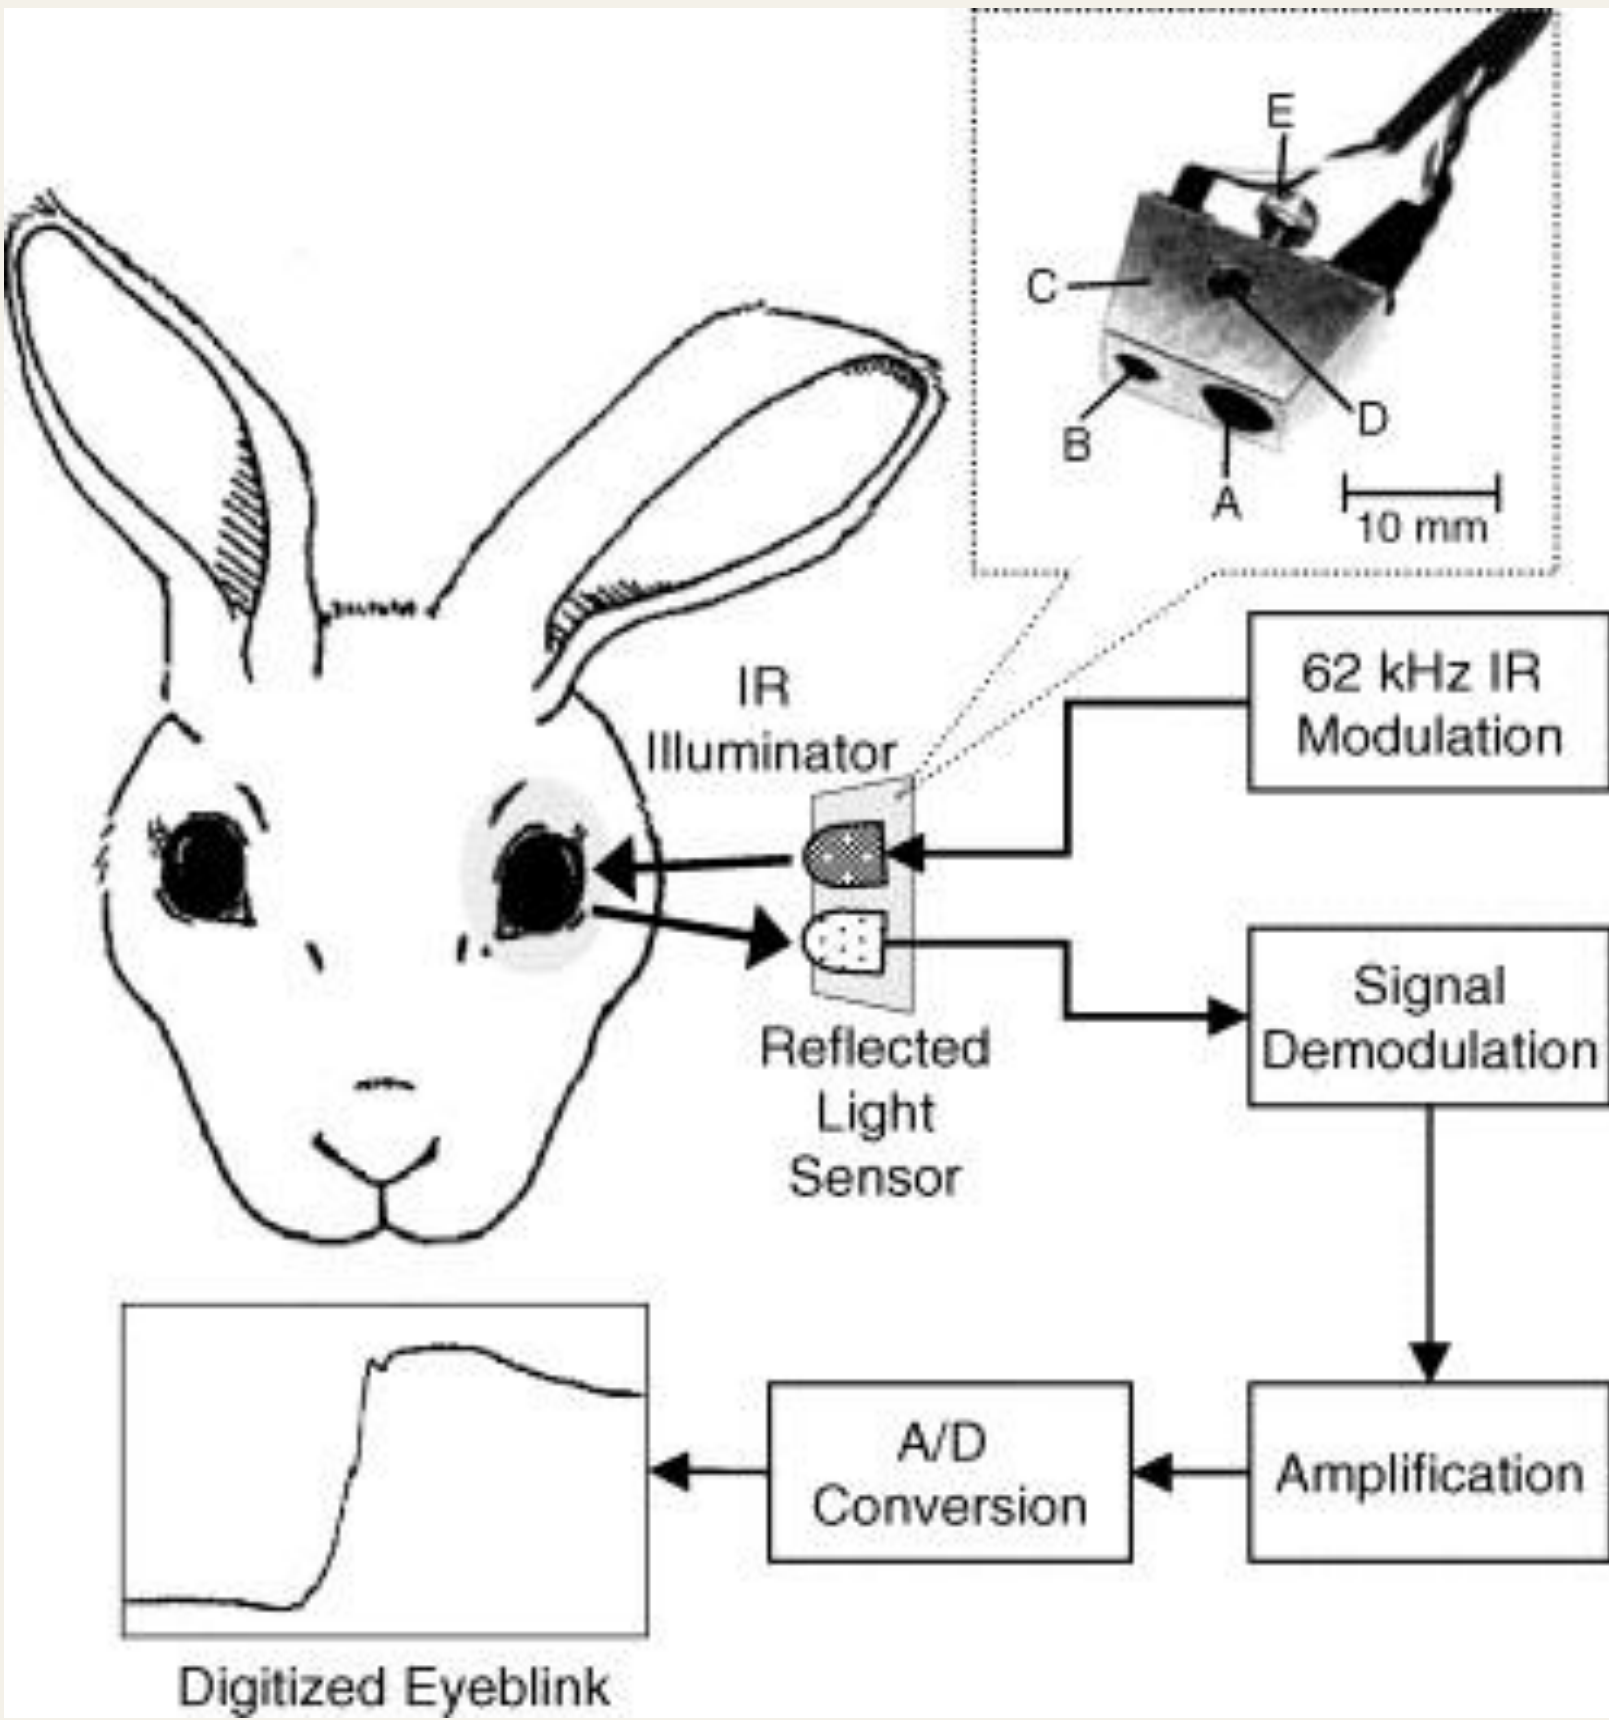 E
C
D
B
A
10 mm
62 kHz IR
Modulation
IR
Illuminator
Signal
Demodulation
Reflected
Light
Sensor
A/D
Conversion
Amplification
Digitized Eyeblink